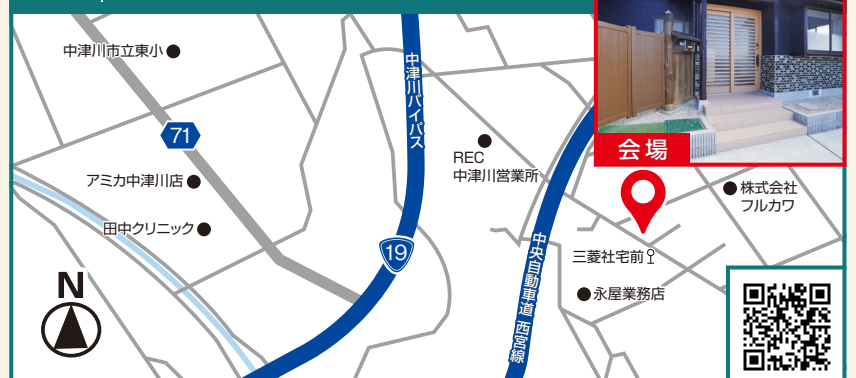 中津川市立東小
71
アミカ中津川店
田中クリニック
N
中津川バイパス
19
REC
中津川営業所
中央自動車道 西宮線
会場
株式会社
フルカワ
三菱社宅前
永屋業務店